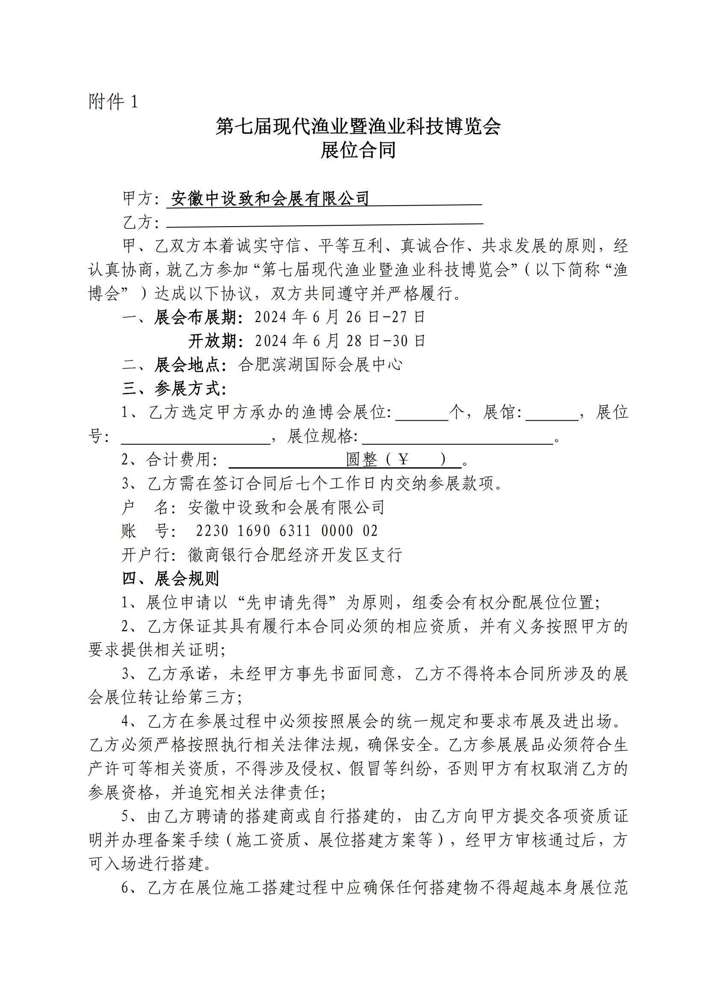 附件 1
第七届现代渔业暨渔业科技博览会
展位合同
甲方：安徽中设致和会展有限公司
乙方：
甲、乙双方本着诚实守信、平等互利、真诚合作、共求发展的原则，经
认真协商，就乙方参加“第七届现代渔业暨渔业科技博览会”（以下简称“渔
博会”）达成以下协议，双方共同遵守并严格履行。
一、展会布展期：2024 年 6 月 26 日-27 日
开放期：2024 年 6 月 28 日-30 日
二、展会地点：合肥滨湖国际会展中心
三、参展方式：
1、乙方选定甲方承办的渔博会展位：______个，展馆：______，展位
号：________________，展位规格：____________________。
2、合计费用：____________圆整（￥    ）。
3、乙方需在签订合同后七个工作日内交纳参展款项。
户    名：安徽中设致和会展有限公司
账    号： 2230 1690 6311 0000 02
开户行：徽商银行合肥经济开发区支行
四、展会规则
1、展位申请以“先申请先得”为原则，组委会有权分配展位位置；
2、乙方保证其具有履行本合同必须的相应资质，并有义务按照甲方的
要求提供相关证明；
3、乙方承诺，未经甲方事先书面同意，乙方不得将本合同所涉及的展
会展位转让给第三方；
4、乙方在参展过程中必须按照展会的统一规定和要求布展及进出场。
乙方必须严格按照执行相关法律法规，确保安全。乙方参展展品必须符合生
产许可等相关资质，不得涉及侵权、假冒等纠纷，否则甲方有权取消乙方的
参展资格，并追究相关法律责任；
5、由乙方聘请的搭建商或自行搭建的，由乙方向甲方提交各项资质证
明并办理备案手续（施工资质、展位搭建方案等），经甲方审核通过后，方
可入场进行搭建。
6、乙方在展位施工搭建过程中应确保任何搭建物不得超越本身展位范